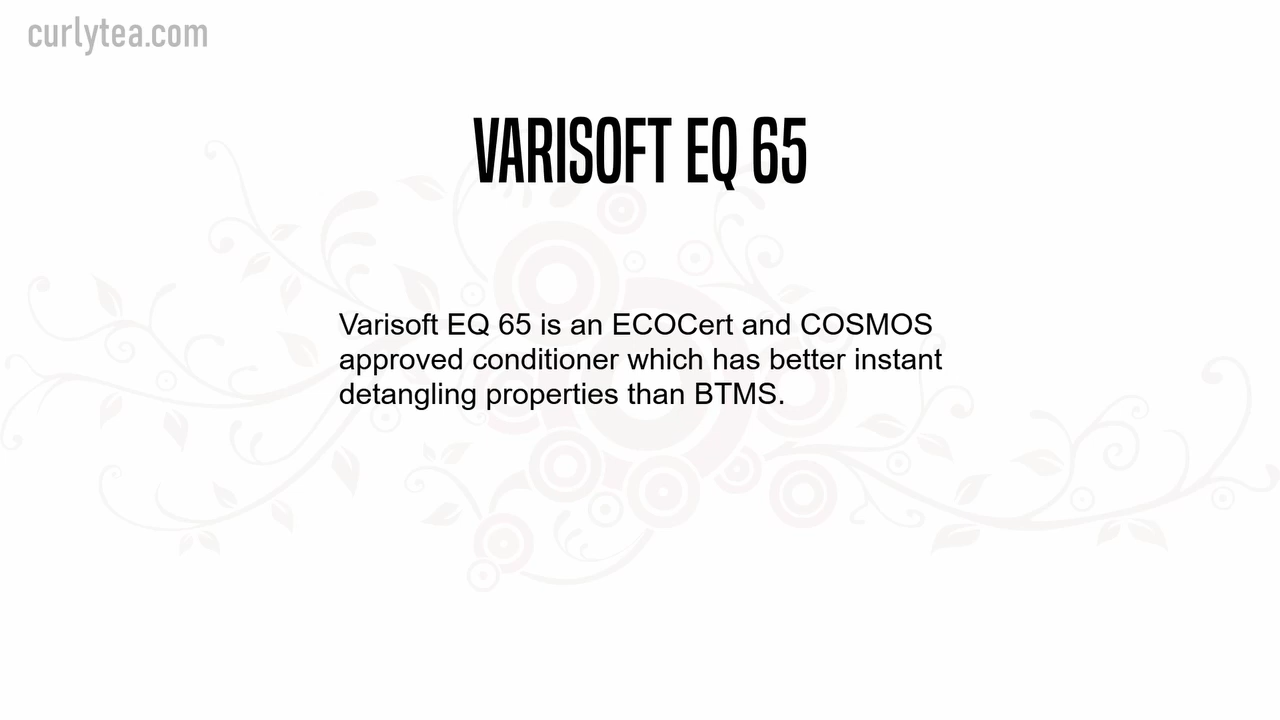 curlytea.com
VARISOFT EQ 65
Varisoft EQ 65 is an ECOCert and COSMOS
approved conditioner which has better instant
detangling properties than BTMS.